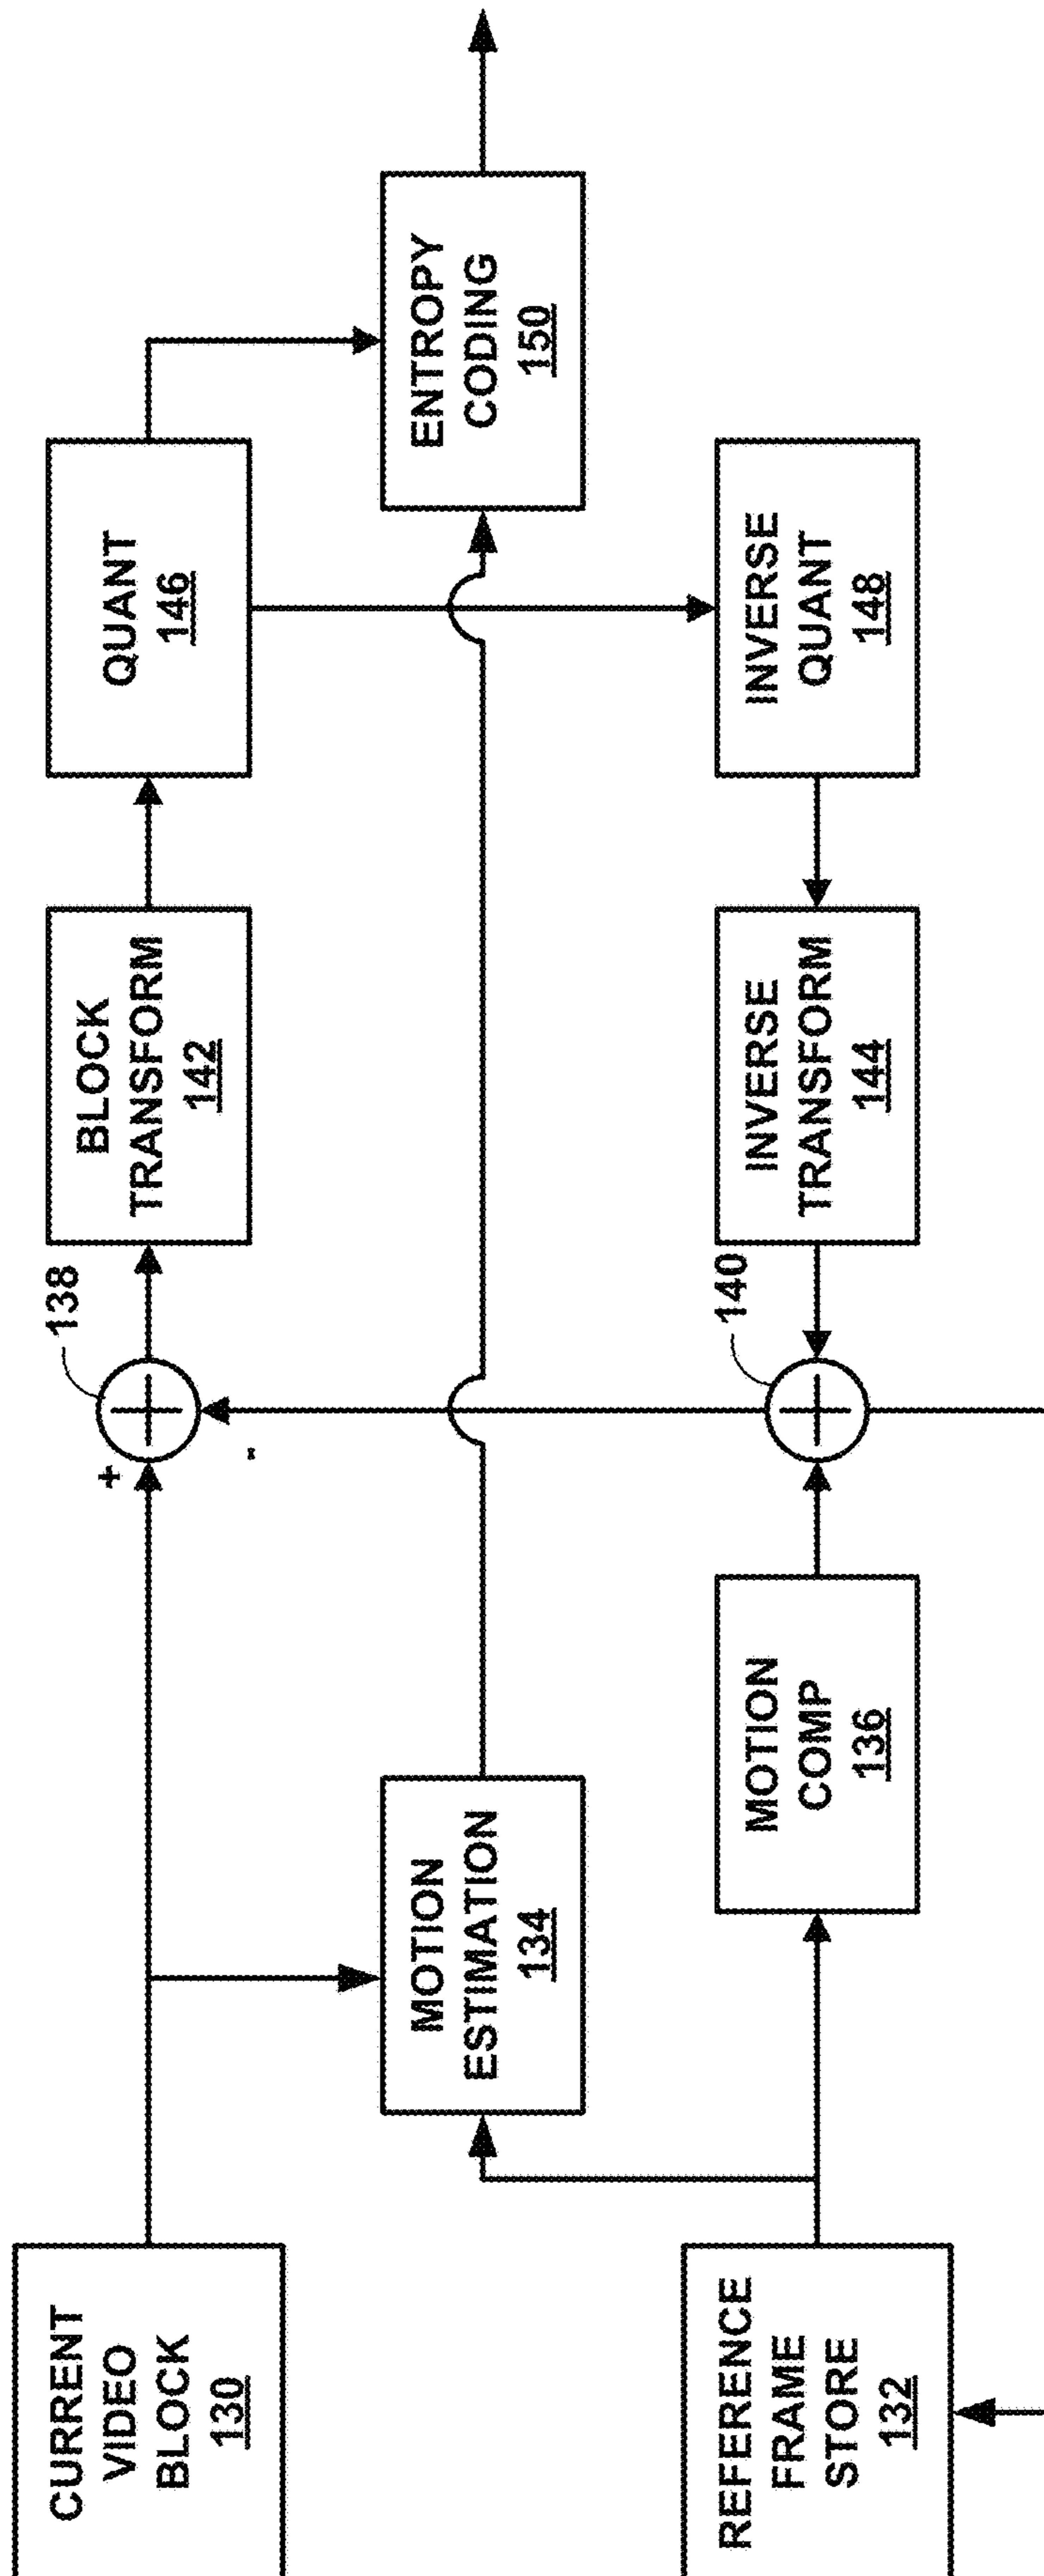 CURRENT
VIDEO
BLOCK
130
+
-
138
BLOCK
TRANSFORM
142
QUANT
146
MOTION
ESTIMATION
134
ENTROPY
CODING
150
REFERENCE
FRAME
STORE
132
MOTION
COMP
136
140
INVERSE
TRANSFORM
144
INVERSE
QUANT
148